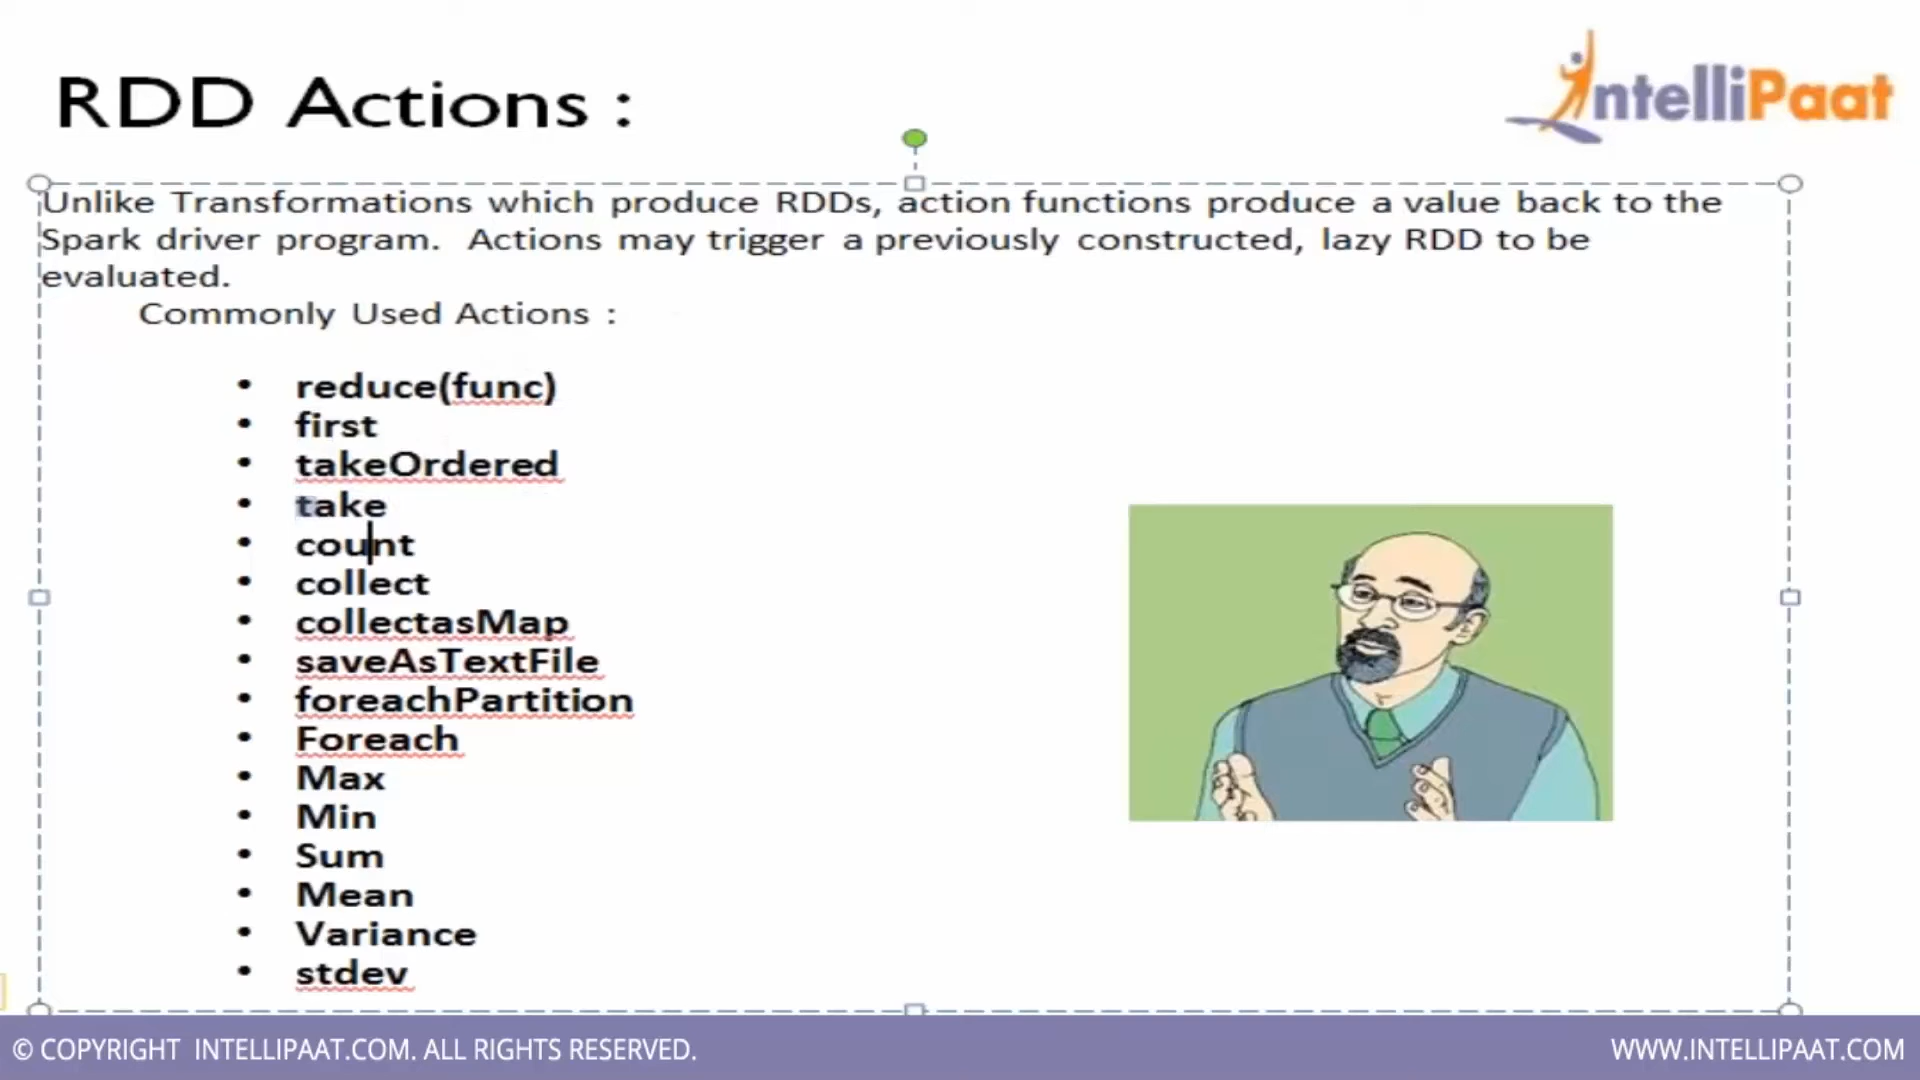 RDD Actions :
IntelliPaat
Unlike Transformations which produce RDDs, action functions produce a value back to the
Spark driver program. Actions may trigger a previously constructed, lazy RDD to be
evaluated.
Commonly Used Actions :
• reduce(func)
• first
• takeOrdered
• take
• count
• collect
• collectasMap
• saveAsTextFile
• foreachPartition
• Foreach
• Max
• Min
• Sum
• Mean
• Variance
• stdev
© COPYRIGHT INTELLIPAAT.COM. ALL RIGHTS RESERVED.
WWW.INTELLIPAAT.COM